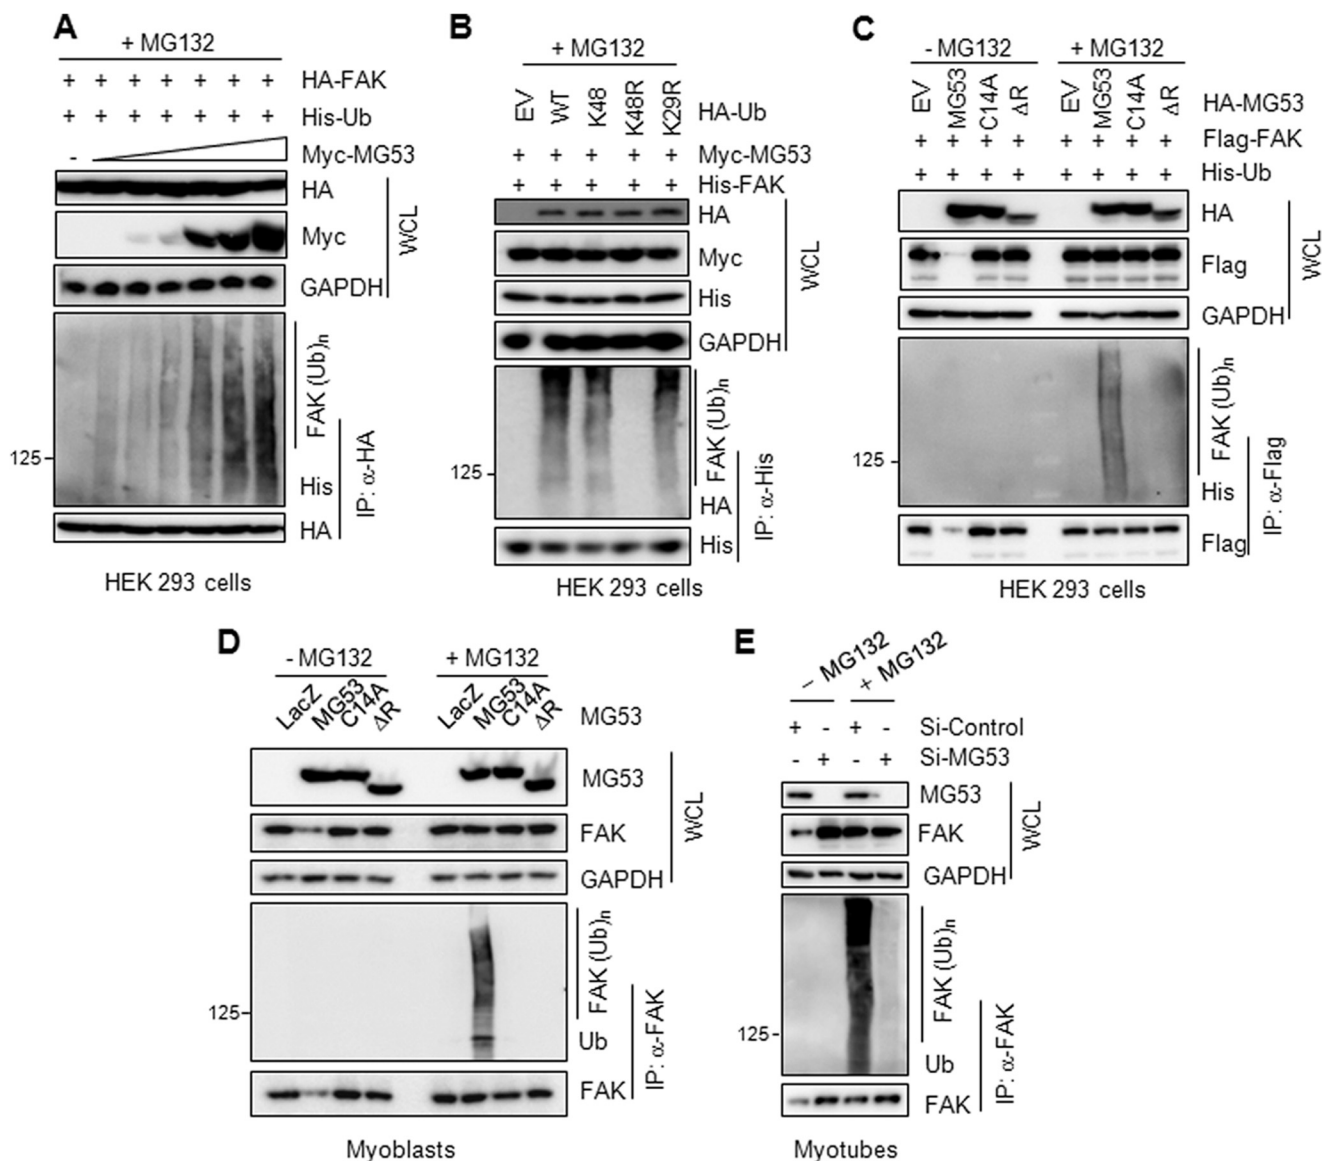 A
+ MG132
+ + + + + + + HA-FAK
+ + + + + + + His-Ub
- Myc-MG53
HA
Myc
GAPDH
WCL
FAK (Ub)n
125
His
HA
IP: α-HA
HEK 293 cells
B
+ MG132
EV WT K48 K48R K29R HA-Ub
+ + + + + Myc-MG53
+ + + + + His-FAK
HA
Myc
His
GAPDH
WCL
FAK (Ub)n
125
HA
His
IP: α-His
HEK 293 cells
C
- MG132 + MG132
EV MG53 C14A ΔR EV MG53 C14A ΔR HA-MG53
+ + + + + + + + Flag-FAK
+ + + + + + + + His-Ub
HA
Flag
GAPDH
WCL
FAK (Ub)n
125
His
Flag
IP: α-Flag
HEK 293 cells
D
- MG132 + MG132
LacZ MG53 C14A ΔR LacZ MG53 C14A ΔR MG53
MG53
FAK
GAPDH
WCL
FAK (Ub)n
125
Ub
FAK
IP: α-FAK
Myoblasts
E
– MG132 + MG132
+ - + - Si-Control
- + - + Si-MG53
MG53
FAK
GAPDH
WCL
FAK (Ub)n
125
Ub
FAK
IP: α-FAK
Myotubes